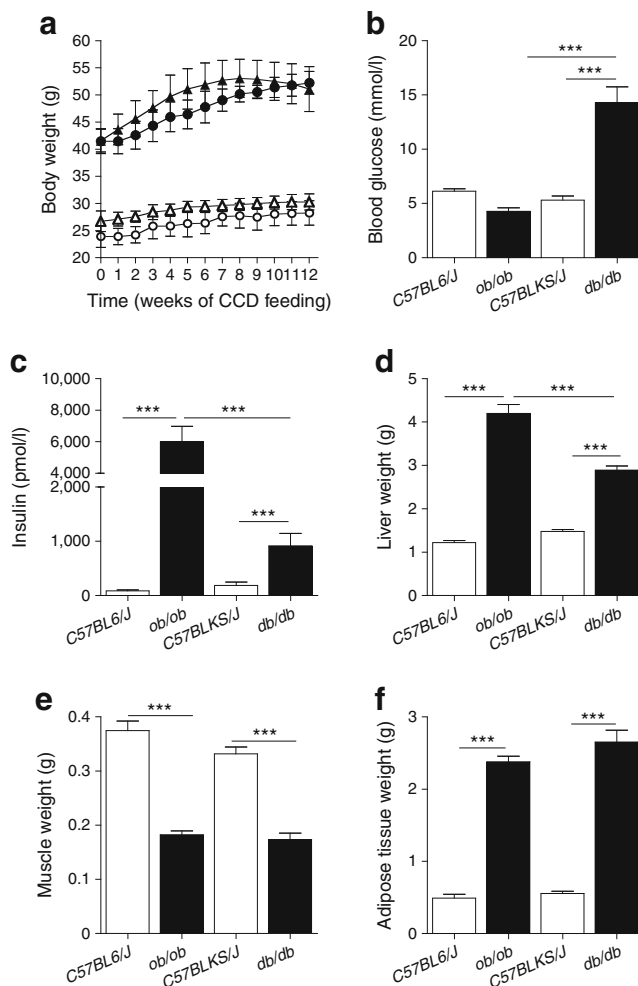 a
Body weight (g)
60
55
50
45
40
35
30
25
20
0 1 2 3 4 5 6 7 8 9 10 11 12
Time (weeks of CCD feeding)
b
Blood glucose (mmol/l)
20
15
10
5
0
***
***
C57BL6/J ob/ob C57BLKS/J db/db
c
Insulin (pmol/l)
10,000
8,000
6,000
4,000
2,000
1,000
0
*** ***
***
C57BL6/J ob/ob C57BLKS/J db/db
d
Liver weight (g)
5
4
3
2
1
0
*** ***
***
C57BL6/J ob/ob C57BLKS/J db/db
e
Muscle weight (g)
0.4
0.3
0.2
0.1
0
*** ***
C57BL6/J ob/ob C57BLKS/J db/db
f
Adipose tissue weight (g)
3
2
1
0
*** ***
C57BL6/J ob/ob C57BLKS/J db/db